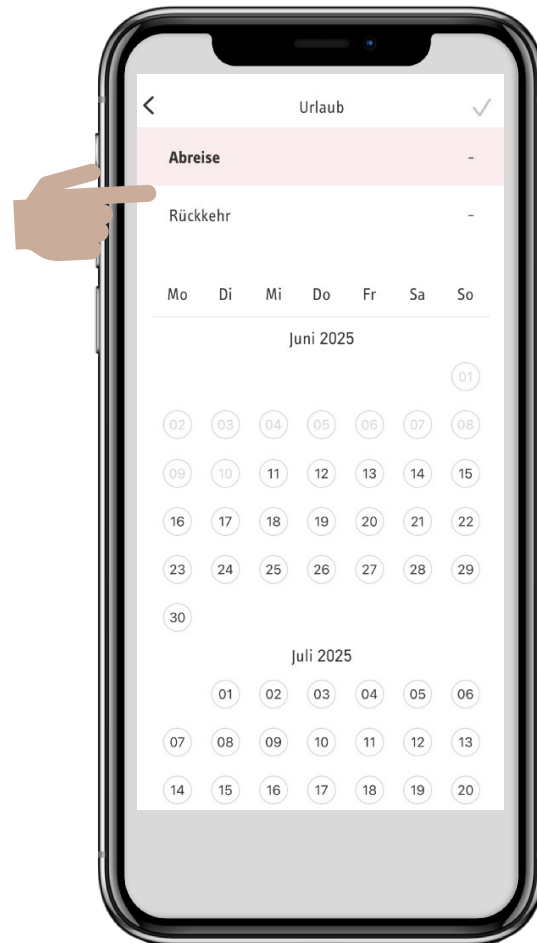 Urlaub
Abreise -
Rückkehr -
Mo Di Mi Do Fr Sa So
Juni 2025
01
02 03 04 05 06 07 08
09 10 11 12 13 14 15
16 17 18 19 20 21 22
23 24 25 26 27 28 29
30
Juli 2025
01 02 03 04 05 06
07 08 09 10 11 12 13
14 15 16 17 18 19 20